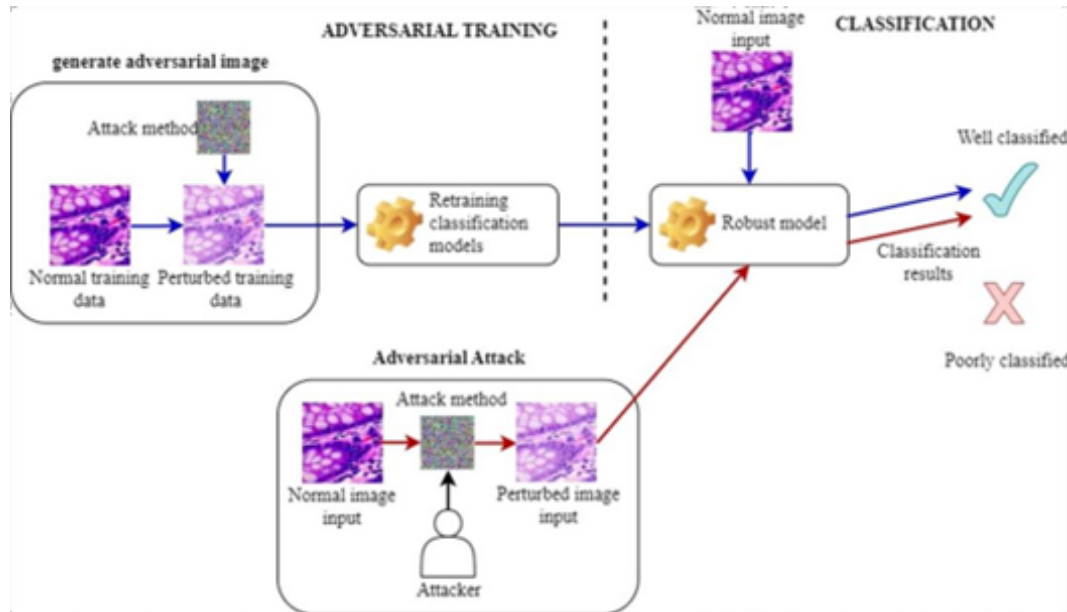 ADVERSARIAL TRAINING
CLASSIFICATION
Normal image
input
generate adversarial image
Attack method
Normal training
data
Perturbed training
data
Retraining
classification
models
Robust model
Well classified
Classification
results
Poorly classified
Adversarial Attack
Attack method
Normal image
input
Perturbed image
input
Attacker